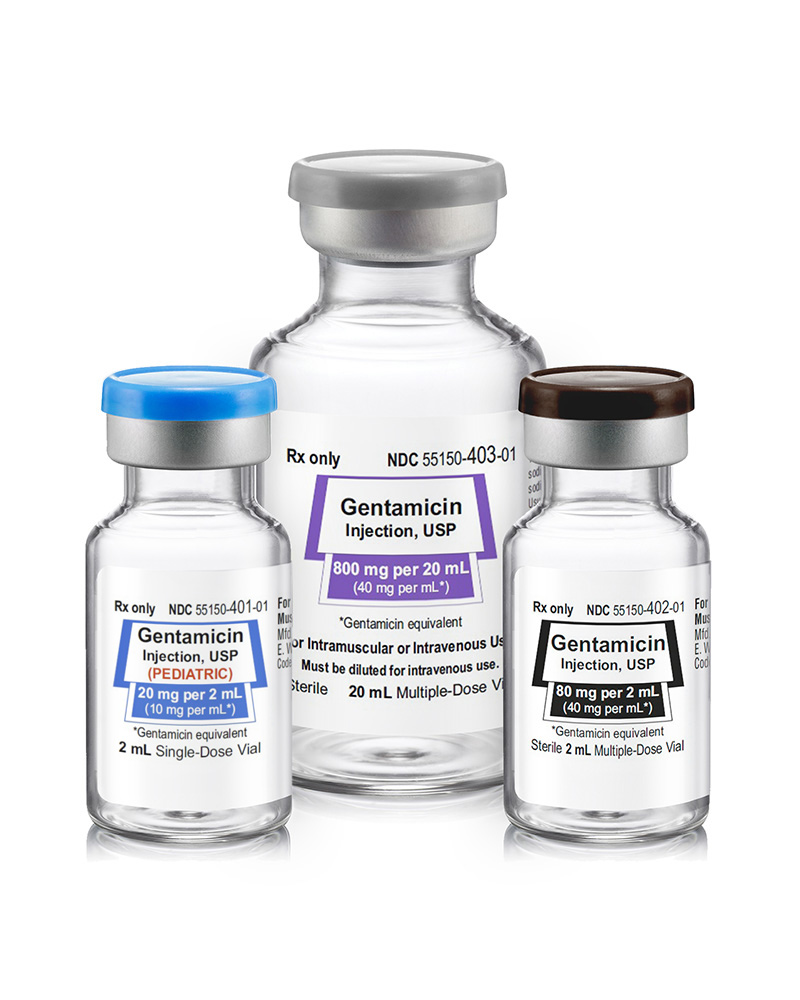 Rx only NDC 55150-403-01
Gentamicin
Injection, USP
800 mg per 20 mL
(40 mg per mL*)
*Gentamicin equivalent
or Intramuscular or Intravenous Us
Must be diluted for intravenous use.
Sterile 20 mL Multiple-Dose Vi
sodi
sodi
Us
Rx only NDC 55150-401-01
Gentamicin
Injection, USP
(PEDIATRIC)
20 mg per 2 mL
(10 mg per mL*)
*Gentamicin equivalent
2 mL Single-Dose Vial
For
Mus
Mfd
E. W
Code
Rx only NDC 55150-402-01
Gentamicin
Injection, USP
80 mg per 2 mL
(40 mg per mL*)
*Gentamicin equivalent
Sterile 2 mL Multiple-Dose Vial
For
Mus
Mfd
E. W
Code